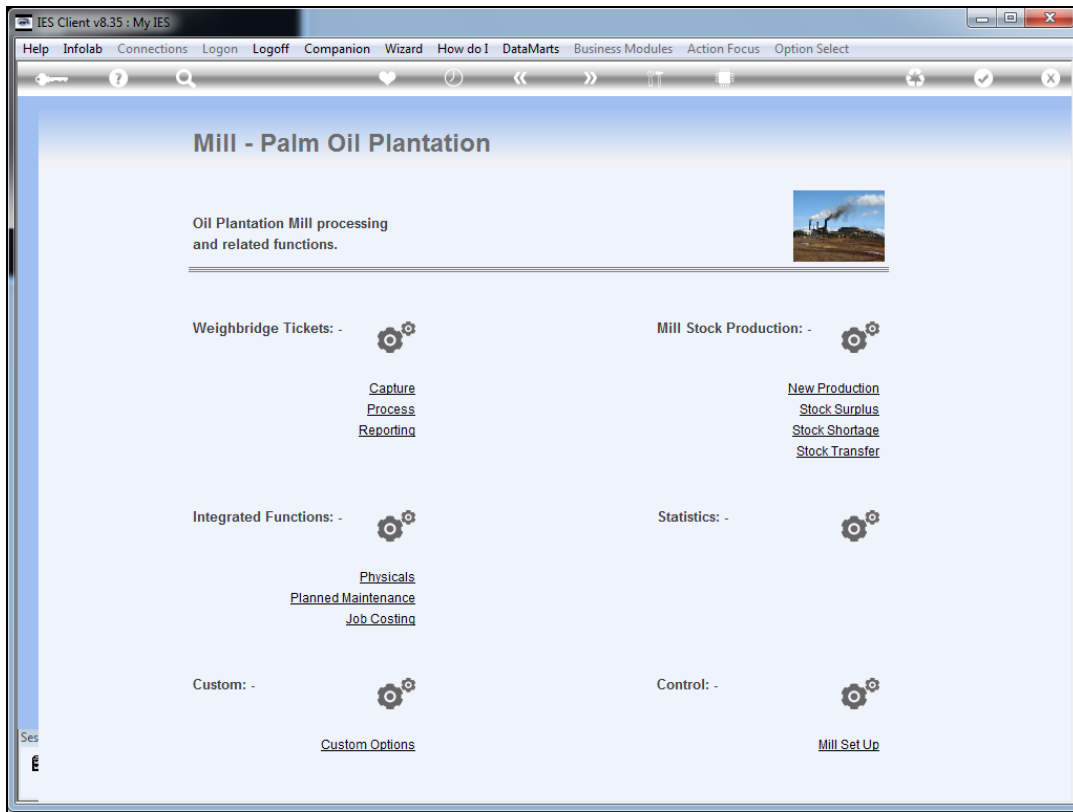 IES Client v8.35 : My IES
Help Infolab Connections Logon Logoff Companion Wizard How do I DataMarts Business Modules Action Focus Option Select
Mill - Palm Oil Plantation
Oil Plantation Mill processing
and related functions.
Weighbridge Tickets: -
Capture
Process
Reporting
Mill Stock Production: -
New Production
Stock Surplus
Stock Shortage
Stock Transfer
Integrated Functions: -
Physicals
Planned Maintenance
Job Costing
Statistics: -
Custom: -
Custom Options
Control: -
Mill Set Up
Ses